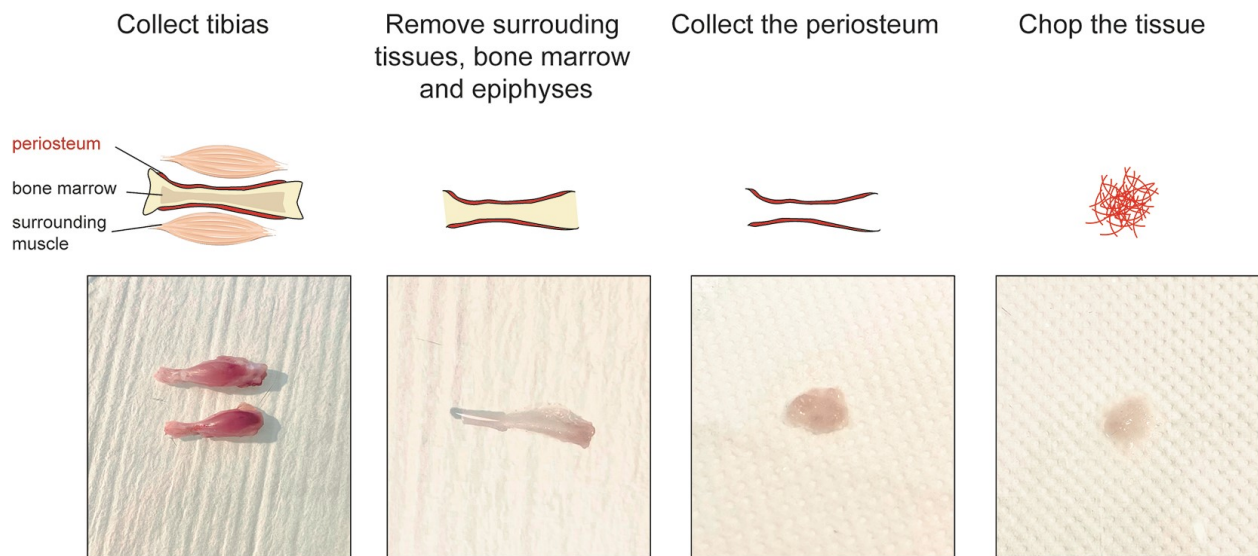 Collect tibias
Remove surrouding
tissues, bone marrow
and epiphyses
Collect the periosteum
Chop the tissue
periosteum
bone marrow
surrounding
muscle